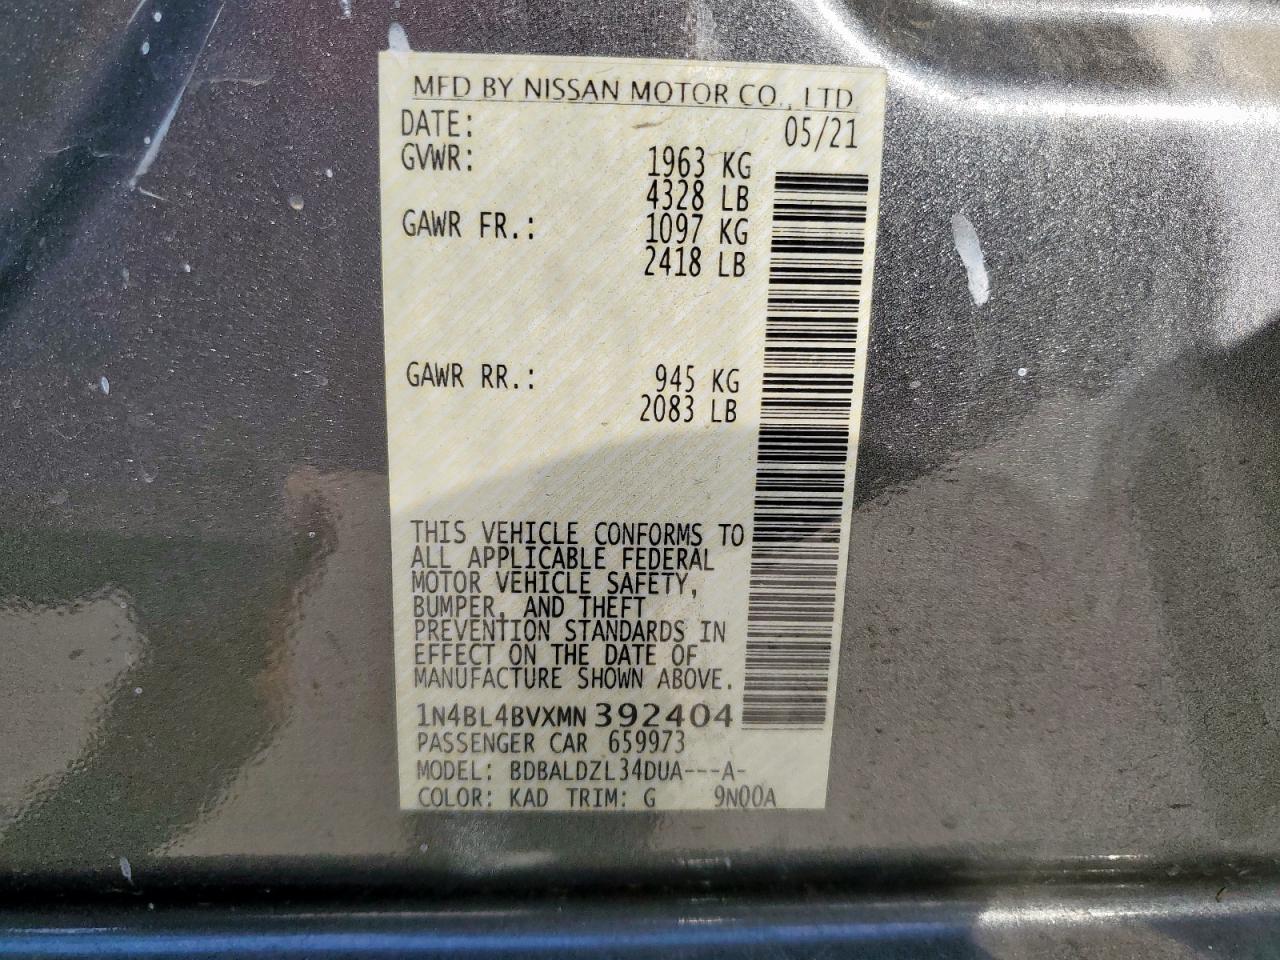 MFD BY NISSAN MOTOR CO., LTD
DATE: 05/21
GVWR: 1963 KG
4328 LB
GAWR FR.: 1097 KG
2418 LB
GAWR RR.: 945 KG
2083 LB
THIS VEHICLE CONFORMS TO
ALL APPLICABLE FEDERAL
MOTOR VEHICLE SAFETY,
BUMPER, AND THEFT
PREVENTION STANDARDS IN
EFFECT ON THE DATE OF
MANUFACTURE SHOWN ABOVE.
1N4BL4BVXMN392404
PASSENGER CAR 659973
MODEL: BDBALDZL34DUA---A-
COLOR: KAD TRIM: G 9N00A